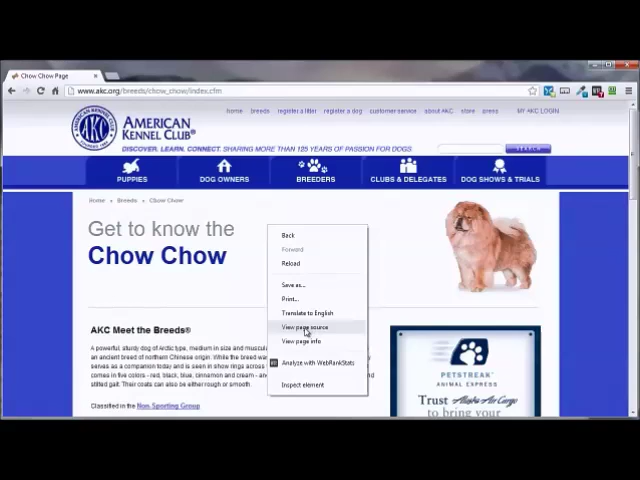 Chow Chow Page
www.akc.org/breeds/chow_chow/index.cfm
home breeds register a litter register a dog customer service about AKC store press MY AKC LOGIN
AKC
AMERICAN
KENNEL CLUB®
DISCOVER. LEARN. CONNECT. SHARING MORE THAN 125 YEARS OF PASSION FOR DOGS.
SEARCH
PUPPIES DOG OWNERS BREEDERS CLUBS & DELEGATES DOG SHOWS & TRIALS
Home Breeds Chow Chow
Get to know the
Chow Chow
Back
Forward
Reload
Save as...
Print...
Translate to English
View page source
View page info
Analyze with WebRankStats
Inspect element
AKC Meet the Breeds®
A powerful, sturdy dog of Arctic type, medium in size and muscula
an ancient breed of northern Chinese origin. While the breed wa
serves as a companion today and is seen in show rings across
colors - red, black, blue, cinnamon and cream - an
stilted gait. Their coats can also be either rough or smooth.
Classified in the Non-Sporting Group
PETSTREAK
ANIMAL EXPRESS
Trust Alaska Air Cargo
to bring your